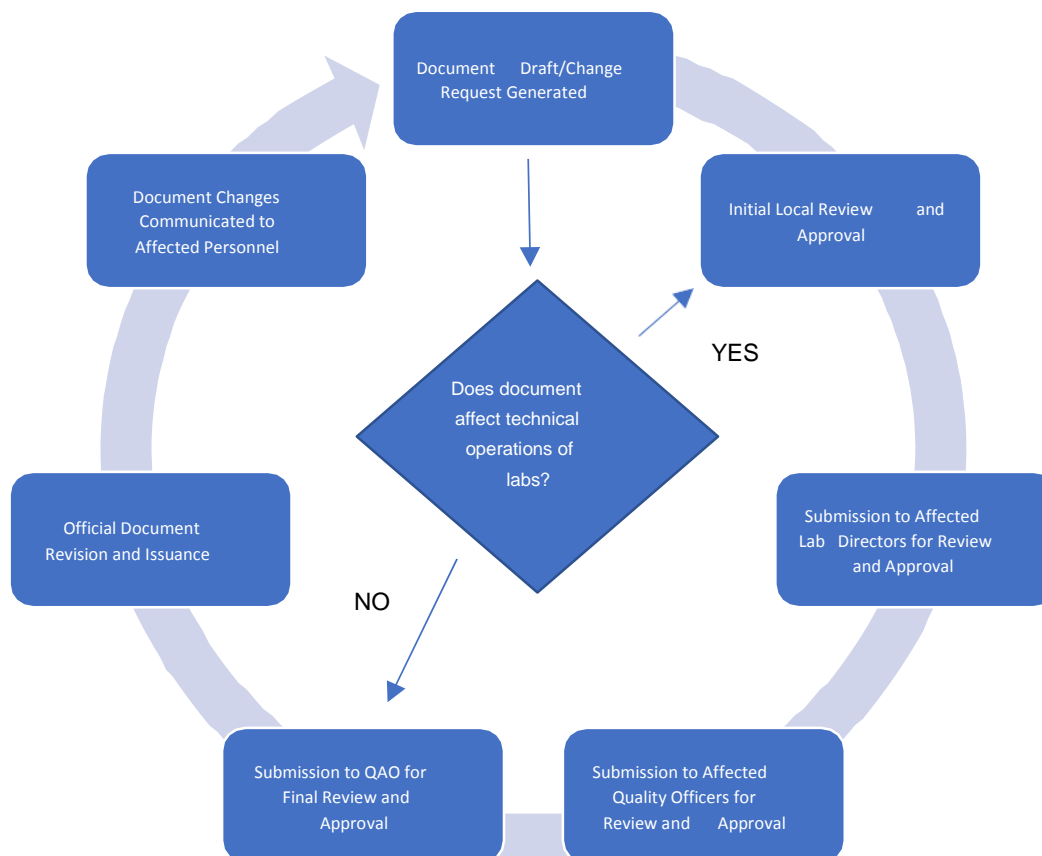 Document Draft/Change
Request Generated
Document Changes
Communicated to
Affected Personnel
Initial Local Review and
Approval
YES
Does document
affect technical
operations of
labs?
Official Document
Revision and Issuance
Submission to Affected
Lab Directors for Review
and Approval
NO
Submission to QAO for
Final Review and
Approval
Submission to Affected
Quality Officers for
Review and Approval